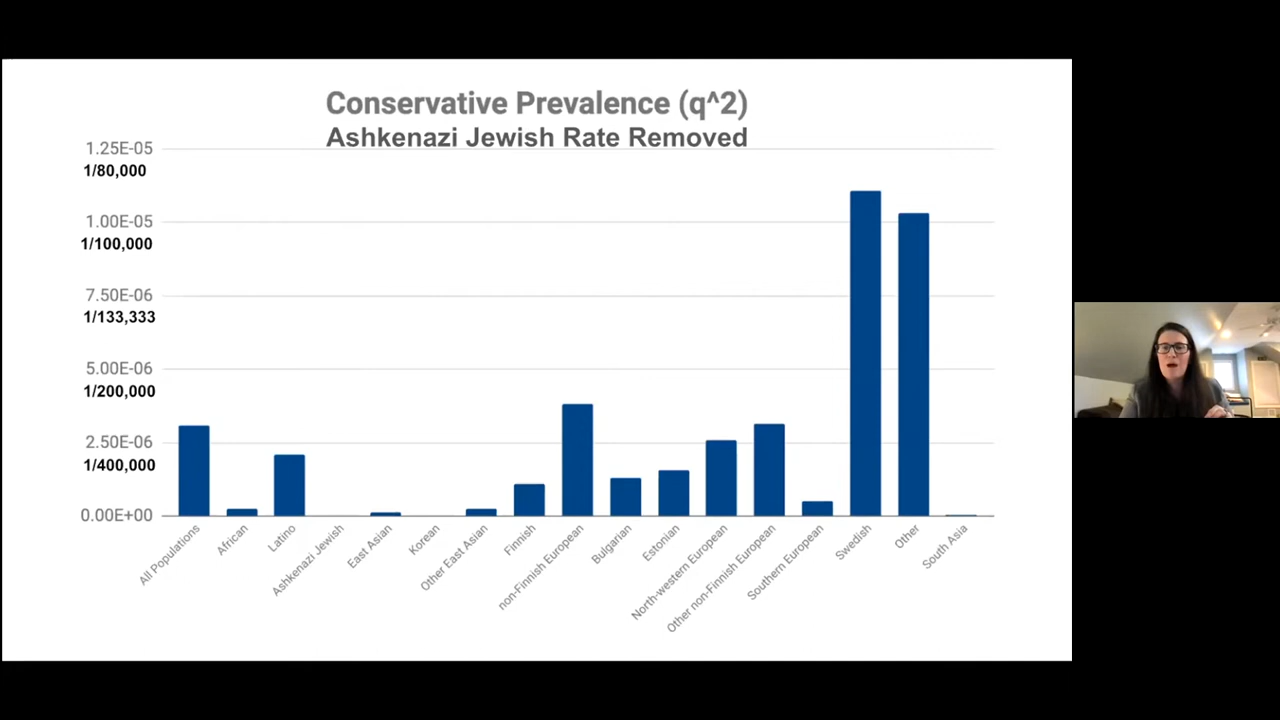 Conservative Prevalence (q^2)
Ashkenazi Jewish Rate Removed
1.25E-05
1/80,000
1.00E-05
1/100,000
7.50E-06
1/133,333
5.00E-06
1/200,000
2.50E-06
1/400,000
0.00E+00
All Populations
African
Latino
Ashkenazi Jewish
East Asian
Korean
Other East Asian
Finnish
non-Finnish European
Bulgarian
Estonian
North-western European
Other non-Finnish European
Southern European
Swedish
Other
South Asia